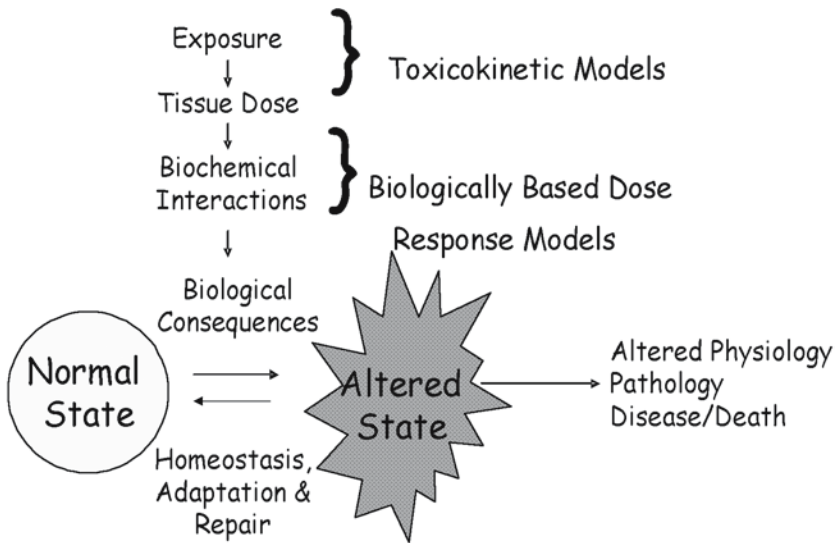 Exposure
Toxicokinetic Models
Tissue Dose
Biochemical
Interactions
Biologically Based Dose
Response Models
Biological
Consequences
Normal
State
Altered
State
Altered Physiology
Pathology
Disease/Death
Homeostasis,
Adaptation &
Repair